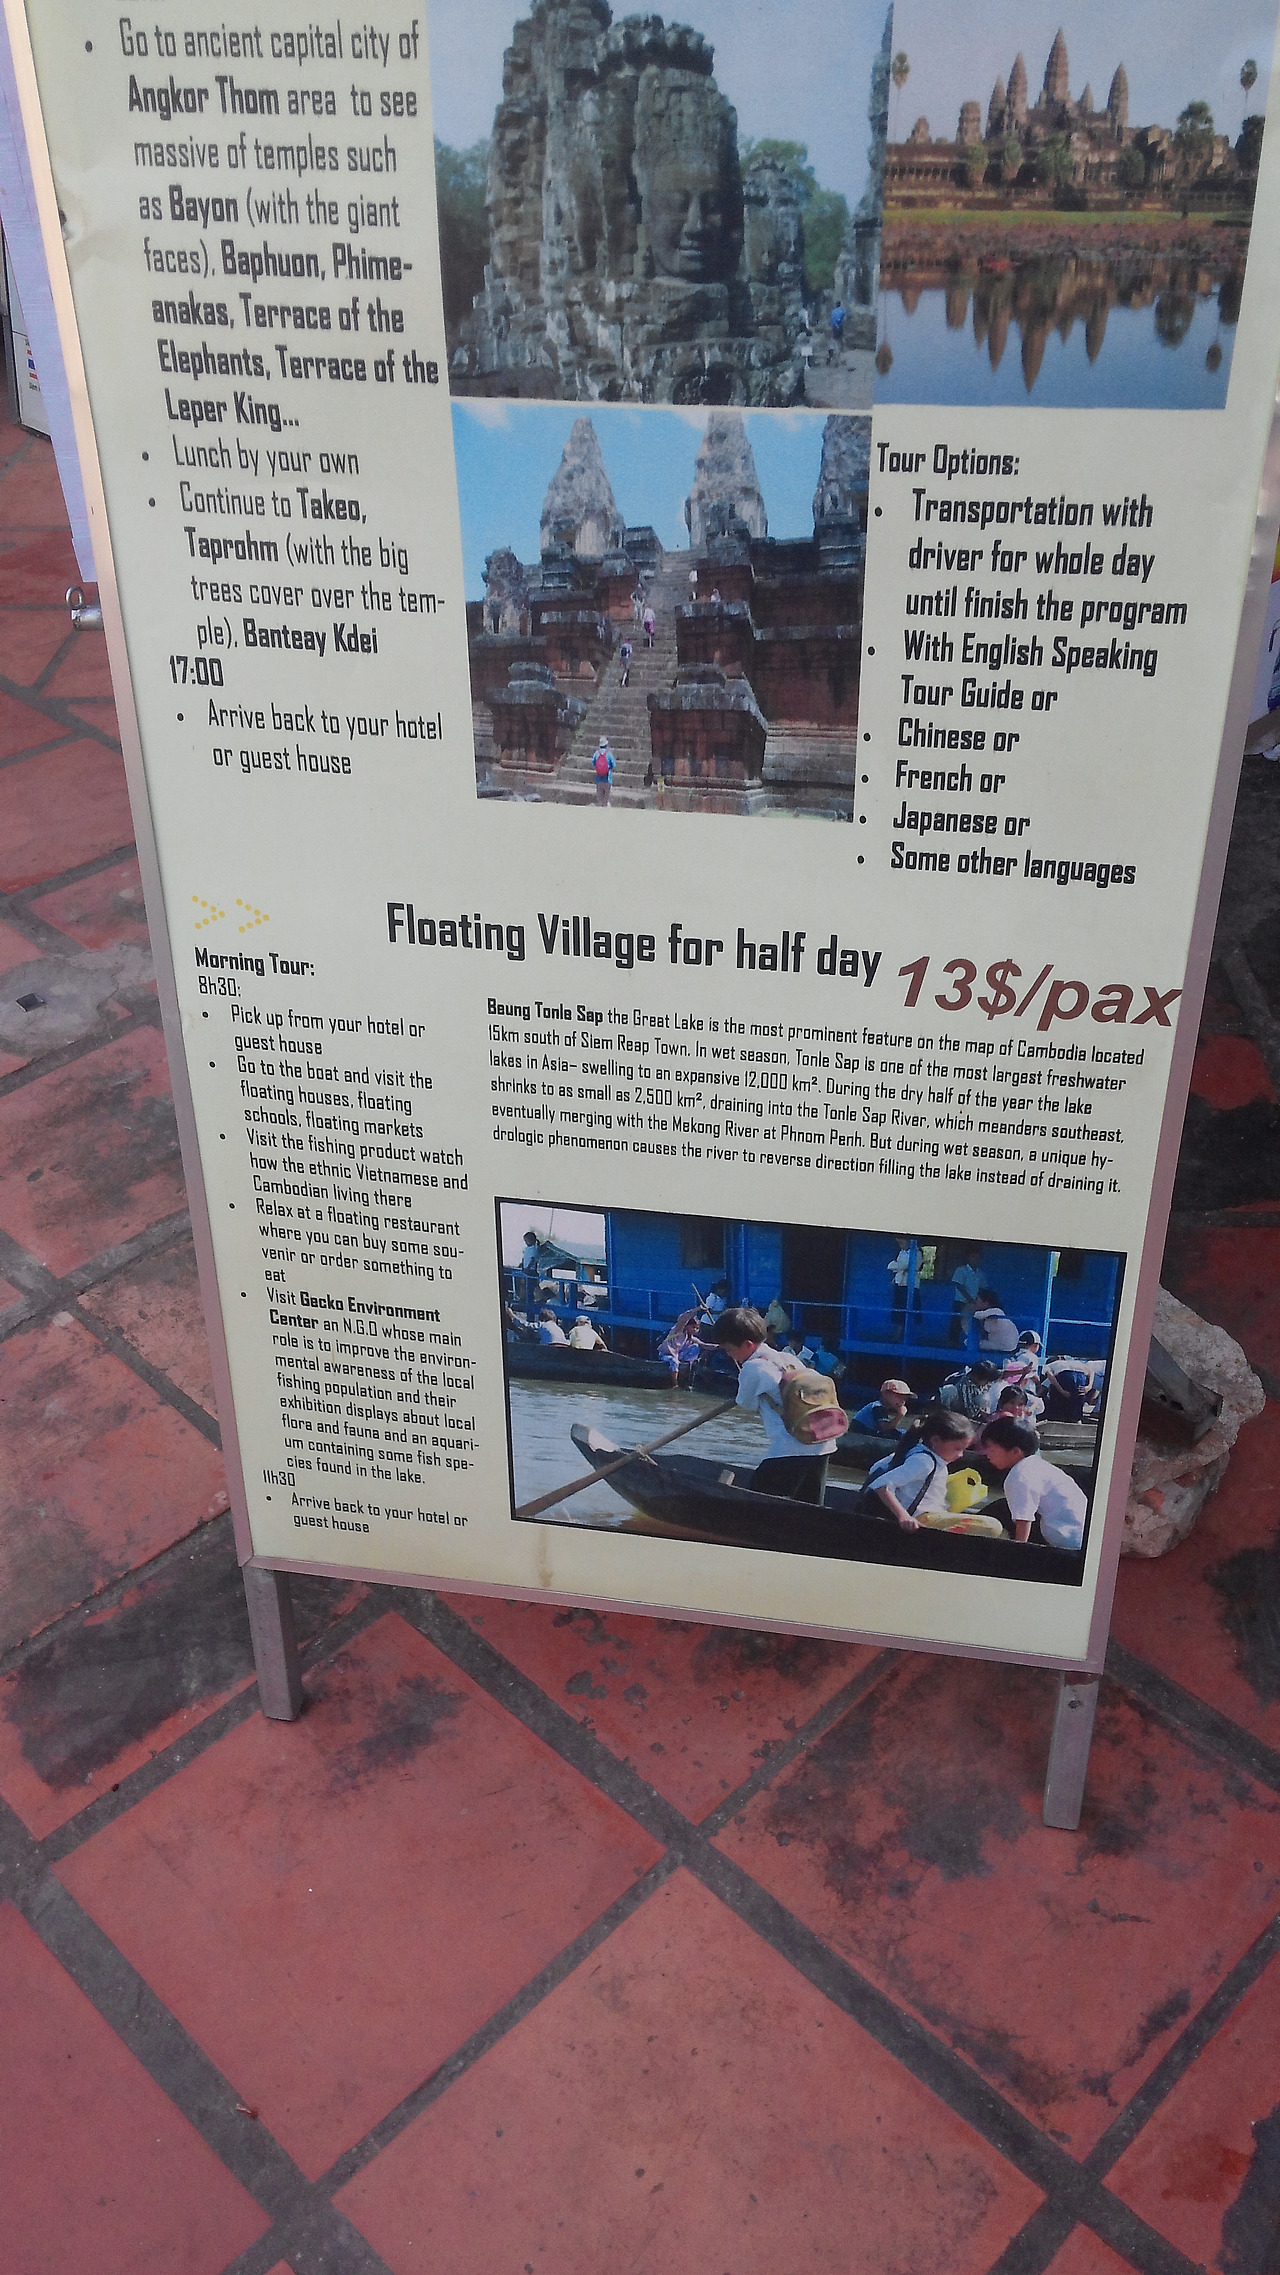 • Go to ancient capital city of
Angkor Thom area to see
massive of temples such
as Bayon (with the giant
faces), Baphuon, Phime-
anakas, Terrace of the
Elephants, Terrace of the
Leper King...
• Lunch by your own
• Continue to Takeo,
Taprohm (with the big
trees cover over the tem-
ple), Banteay Kdei
17:00
• Arrive back to your hotel
or guest house
Tour Options:
• Transportation with
driver for whole day
until finish the program
• With English Speaking
Tour Guide or
• Chinese or
• French or
• Japanese or
• Some other languages
>>
Floating Village for half day 13$/pax
Morning Tour:
8h30:
• Pick up from your hotel or
guest house
• Go to the boat and visit the
floating houses, floating
schools, floating markets
• Visit the fishing product watch
how the ethnic Vietnamese and
Cambodian living there
• Relax at a floating restaurant
where you can buy some sou-
venir or order something to
eat
• Visit Gecko Environment
Center an N.G.O whose main
role is to improve the environ-
mental awareness of the local
fishing population and their
exhibition displays about local
flora and fauna and an aquari-
um containing some fish spe-
cies found in the lake.
11h30
• Arrive back to your hotel or
guest house
Beung Tonle Sap the Great Lake is the most prominent feature on the map of Cambodia located
15km south of Siem Reap Town. In wet season, Tonle Sap is one of the most largest freshwater
lakes in Asia- swelling to an expansive 12,000 km². During the dry half of the year the lake
shrinks to as small as 2,500 km², draining into the Tonle Sap River, which meanders southeast,
eventually merging with the Mekong River at Phnom Penh. But during wet season, a unique hy-
drologic phenomenon causes the river to reverse direction filling the lake instead of draining it.